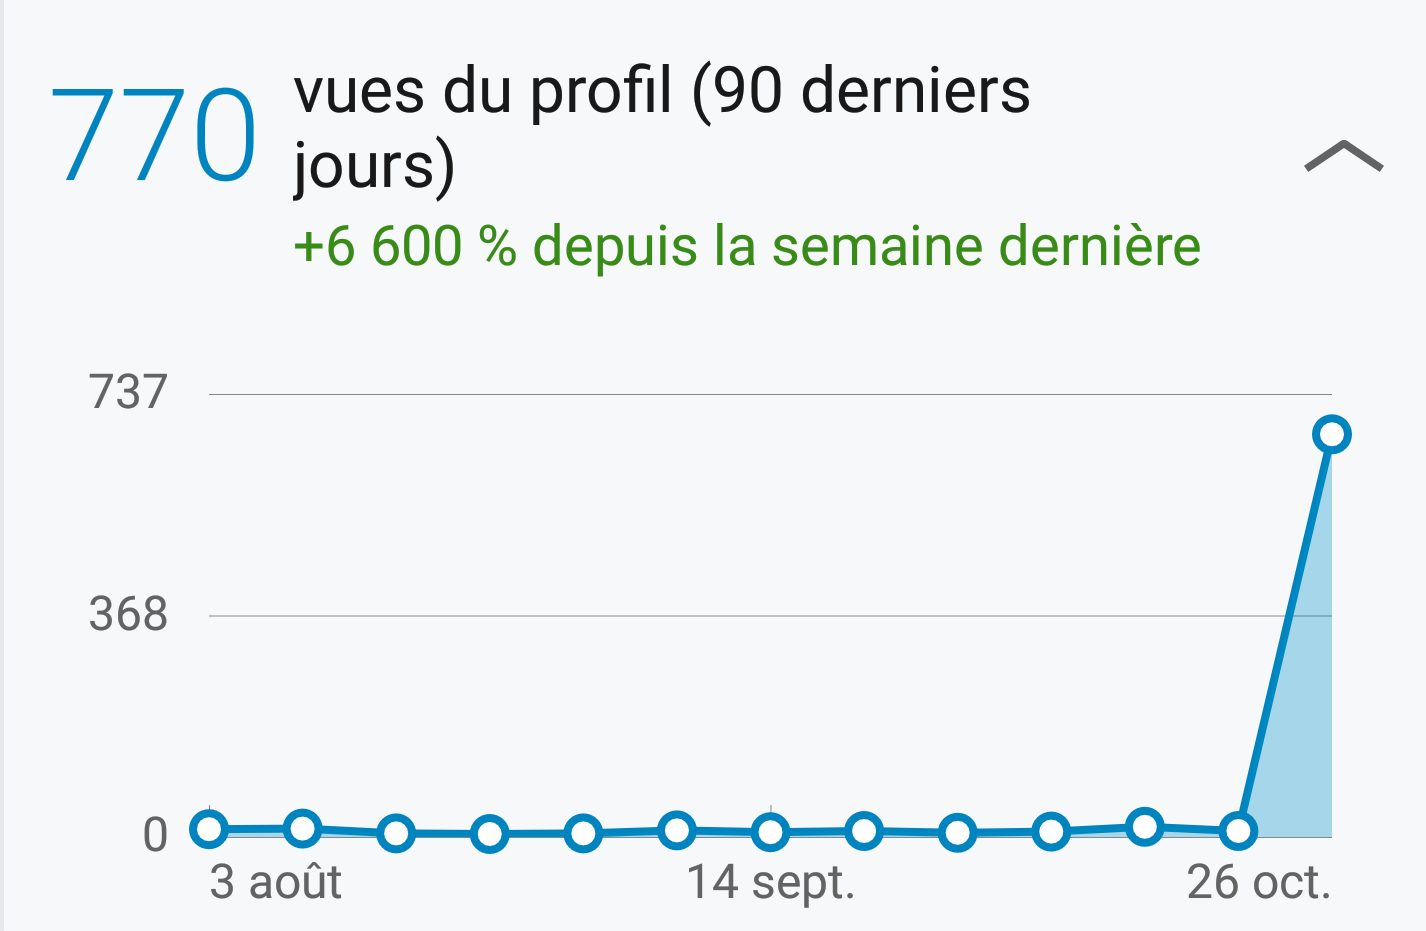 770
vues du profil (90 derniers
jours)
+6 600 % depuis la semaine dernière
737
368
0
3 août 14 sept. 26 oct.